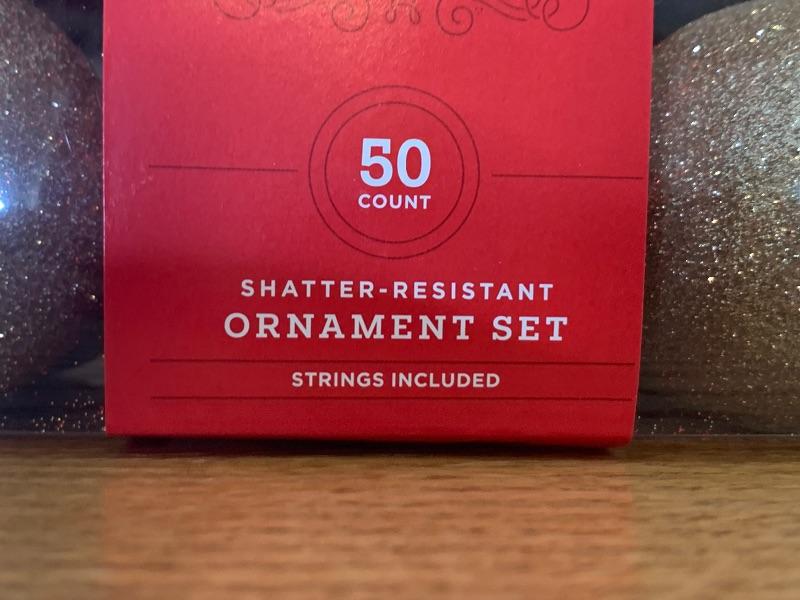 50
COUNT
SHATTER-RESISTANT
ORNAMENT SET
STRINGS INCLUDED